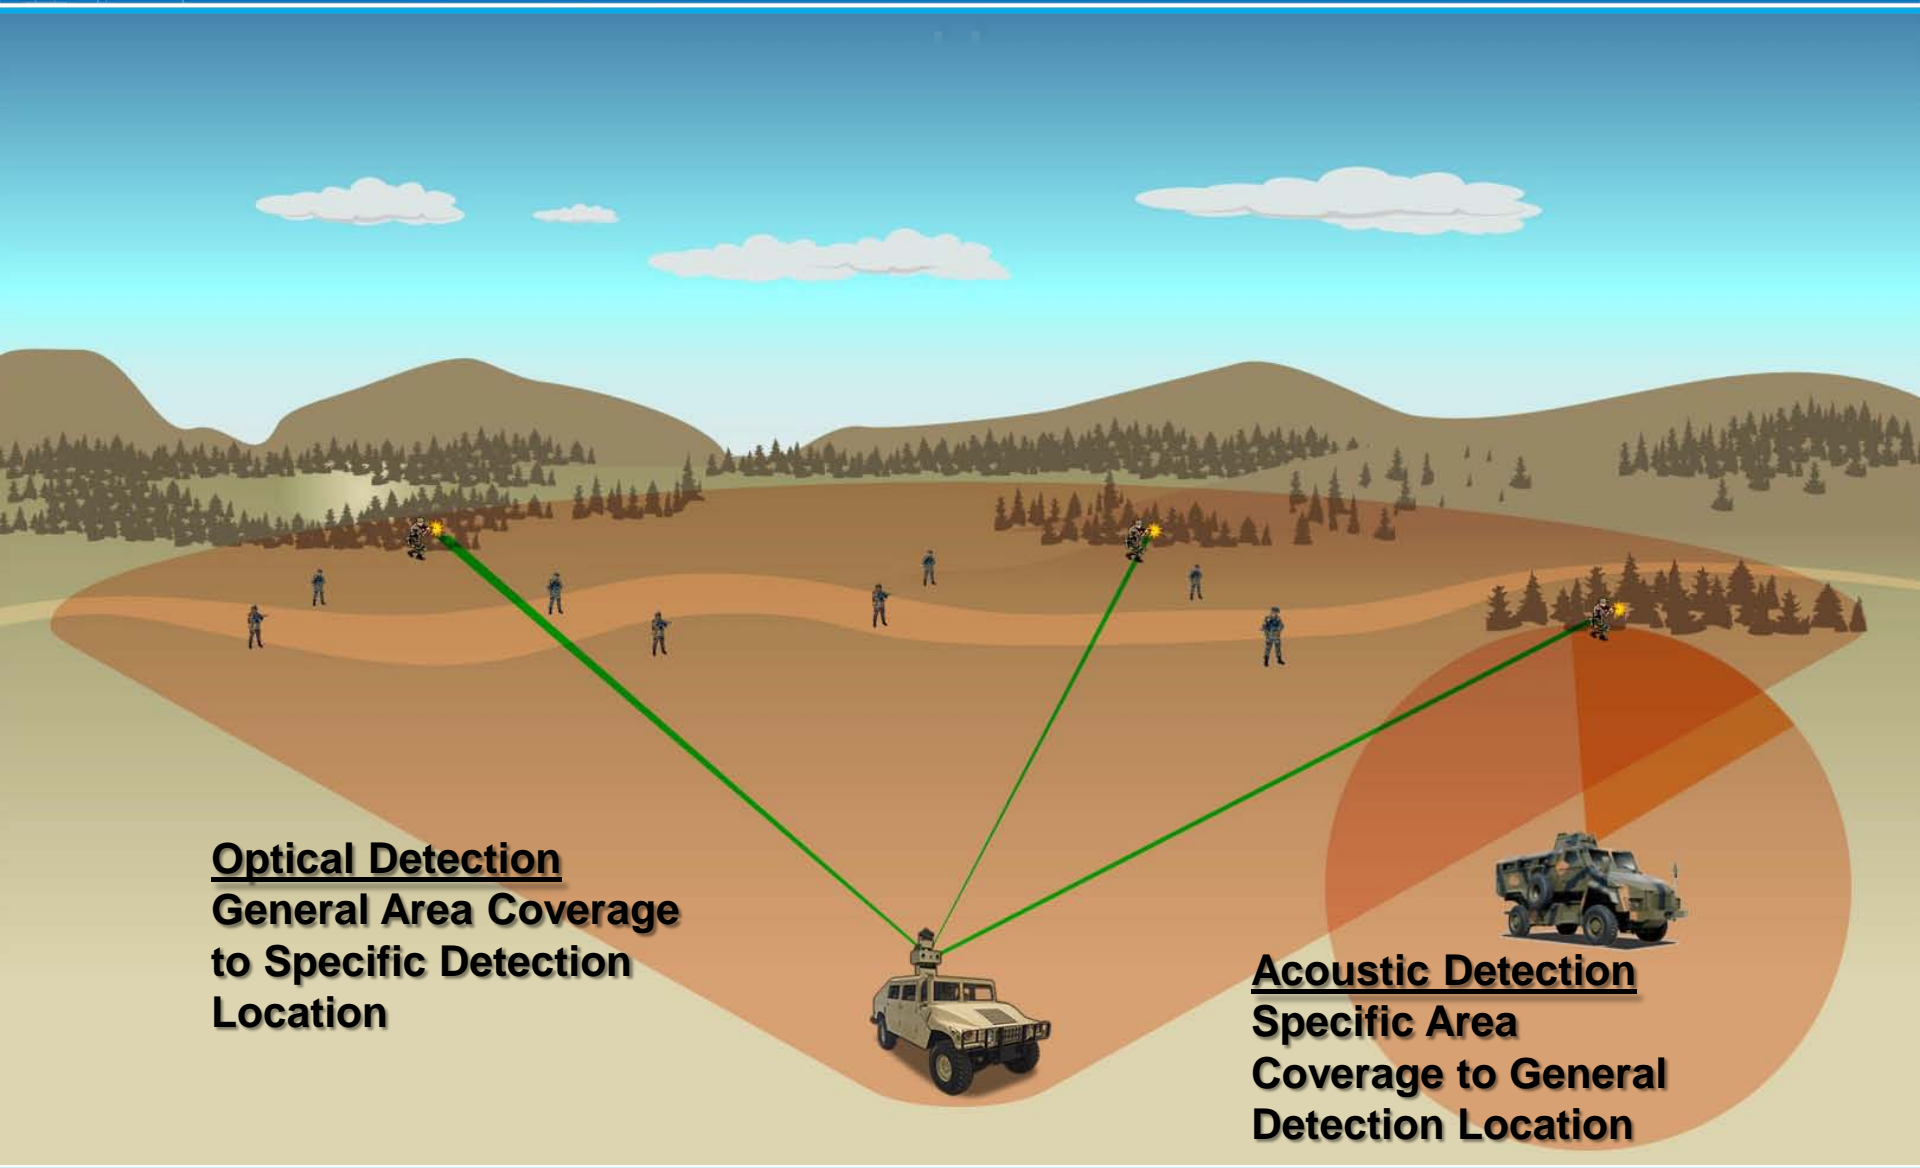 Optical Detection
General Area Coverage
to Specific Detection
Location
Acoustic Detection
Specific Area
Coverage to General
Detection Location